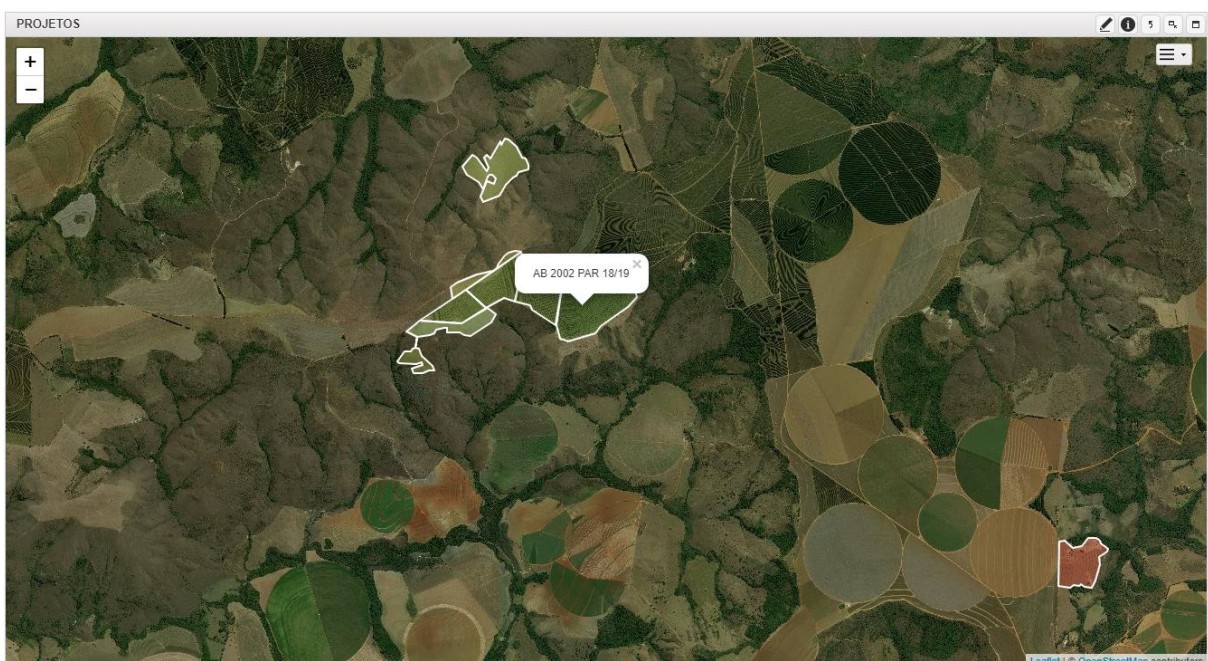 PROJETOS
+
−
AB 2002 PAR 18/19 ×
Leaflet | © OpenStreetMap contributors